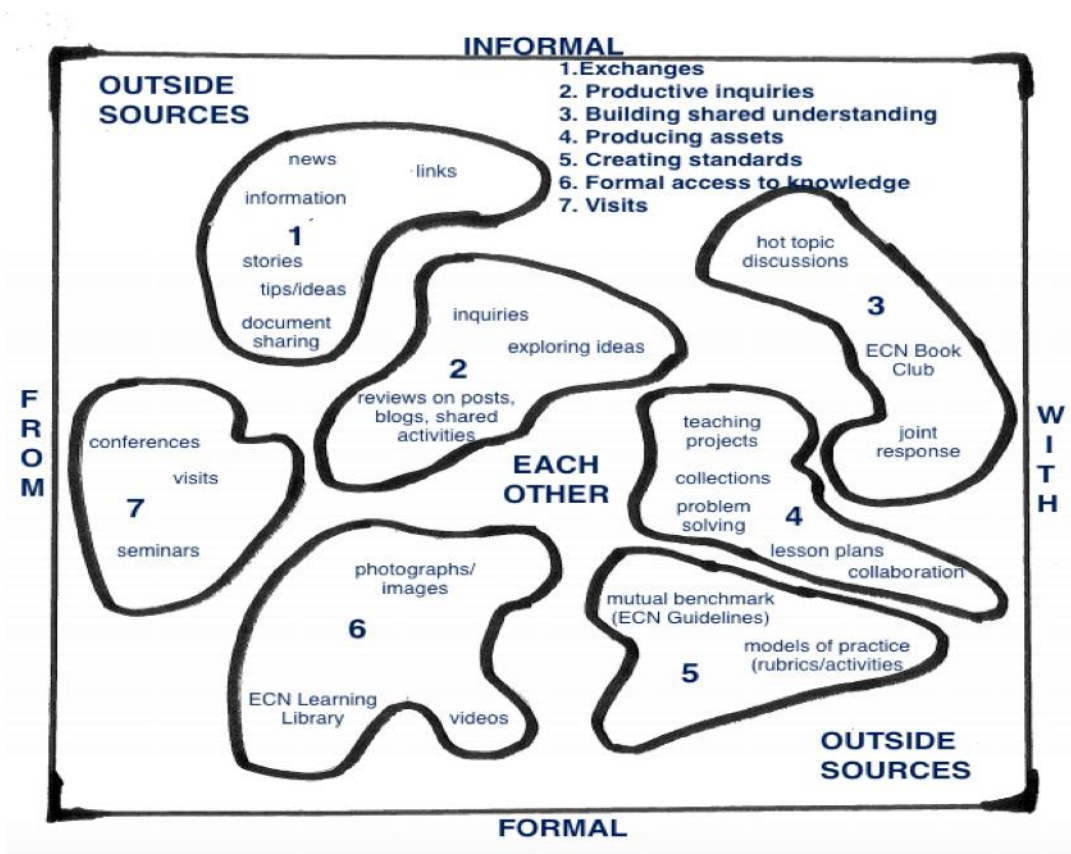 INFORMAL
OUTSIDE
SOURCES
1.Exchanges
2. Productive inquiries
3. Building shared understanding
4. Producing assets
5. Creating standards
6. Formal access to knowledge
7. Visits
news
links
information
1
stories
tips/ideas
document
sharing
inquiries
exploring ideas
2
reviews on posts,
blogs, shared
activities
hot topic
discussions
3
ECN Book
Club
joint
response
FROM
conferences
visits
7
seminars
EACH
OTHER
teaching
projects
collections
problem
solving
4
lesson plans
collaboration
WITH
photographs/
images
6
ECN Learning
Library
videos
mutual benchmark
(ECN Guidelines)
models of practice
(rubrics/activities
5
OUTSIDE
SOURCES
FORMAL